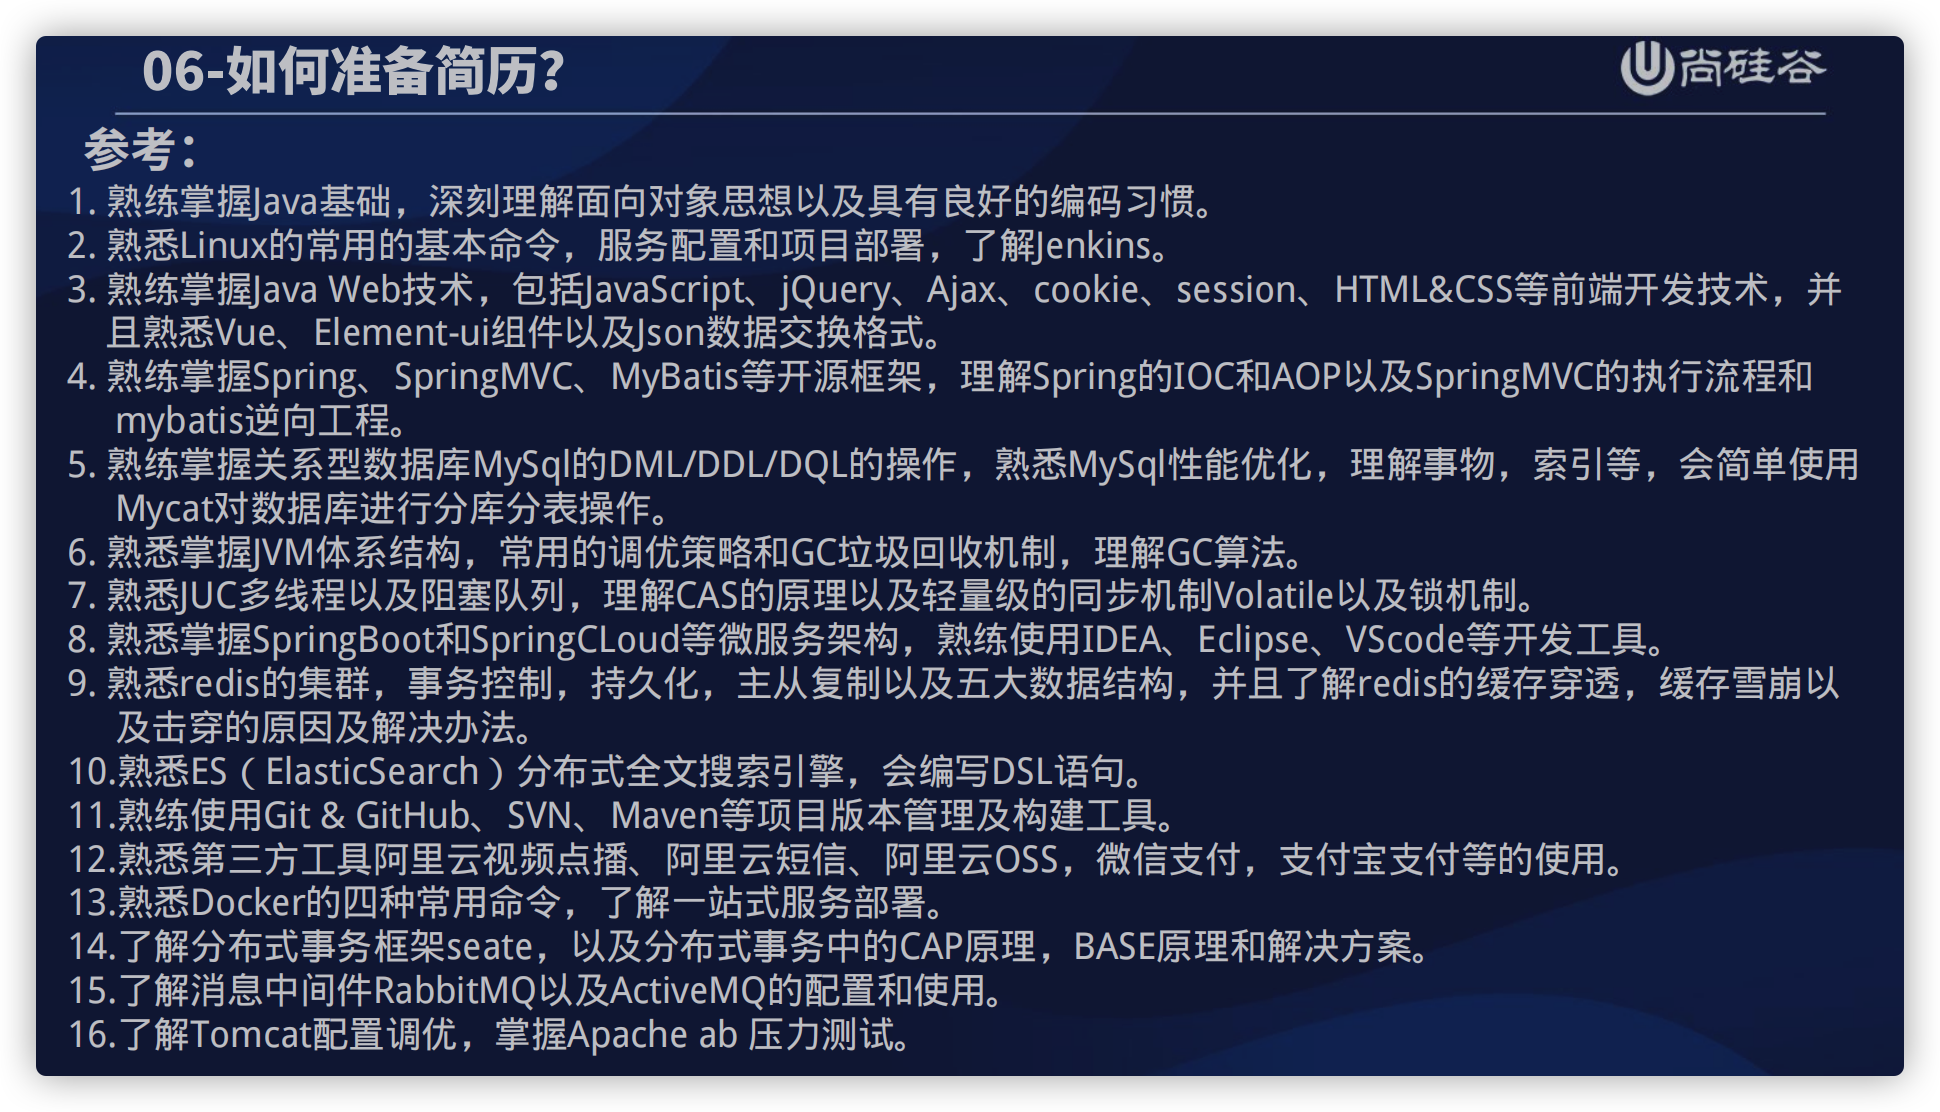 06-如何准备简历?
尚硅谷
参考：
1. 熟练掌握Java基础，深刻理解面向对象思想以及具有良好的编码习惯。
2. 熟悉Linux的常用的基本命令，服务配置和项目部署，了解Jenkins。
3. 熟练掌握Java Web技术，包括JavaScript、jQuery、Ajax、cookie、session、HTML&CSS等前端开发技术，并
且熟悉Vue、Element-ui组件以及Json数据交换格式。
4. 熟练掌握Spring、SpringMVC、MyBatis等开源框架，理解Spring的IOC和AOP以及SpringMVC的执行流程和
mybatis逆向工程。
5. 熟练掌握关系型数据库MySql的DML/DDL/DQL的操作，熟悉MySql性能优化，理解事物，索引等，会简单使用
Mycat对数据库进行分库分表操作。
6. 熟悉掌握JVM体系结构，常用的调优策略和GC垃圾回收机制，理解GC算法。
7. 熟悉JUC多线程以及阻塞队列，理解CAS的原理以及轻量级的同步机制Volatile以及锁机制。
8. 熟悉掌握SpringBoot和SpringCLoud等微服务架构，熟练使用IDEA、Eclipse、VScode等开发工具。
9. 熟悉redis的集群，事务控制，持久化，主从复制以及五大数据结构，并且了解redis的缓存穿透，缓存雪崩以
及击穿的原因及解决办法。
10.熟悉ES（ElasticSearch）分布式全文搜索引擎，会编写DSL语句。
11.熟练使用Git & GitHub、SVN、Maven等项目版本管理及构建工具。
12.熟悉第三方工具阿里云视频点播、阿里云短信、阿里云OSS，微信支付，支付宝支付等的使用。
13.熟悉Docker的四种常用命令，了解一站式服务部署。
14.了解分布式事务框架seate，以及分布式事务中的CAP原理，BASE原理和解决方案。
15.了解消息中间件RabbitMQ以及ActiveMQ的配置和使用。
16.了解Tomcat配置调优，掌握Apache ab 压力测试。